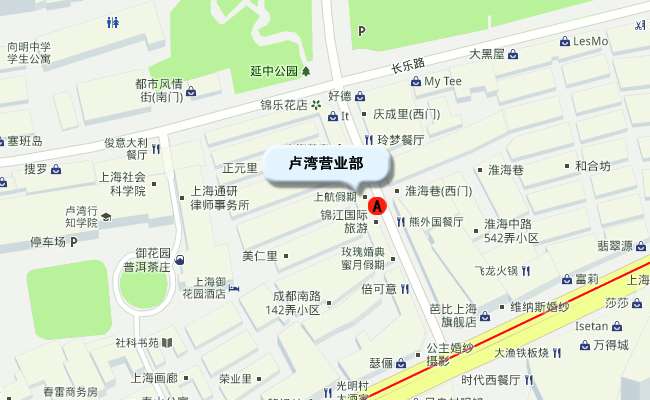 向明中学
学生公寓
P
LesMo
大黑屋
长乐路
延中公园
My Tee
都市风情
街(南门)
锦乐花店
好德
It
庆成里(西门)
塞班岛
俊意大利
餐厅
玲梦餐厅
搜罗
正元里
卢湾营业部
淮海巷
和合坊
上海社会
科学院
上海通研
律师事务所
上航假期
淮海巷(西门)
A
卢湾行
知学院
锦江国际
旅游
熊外国餐厅
淮海中路
542弄小区
停车场 P
御花园
普洱茶庄
美仁里
玫瑰婚典
蜜月假期
翡翠源
飞龙火锅
富莉
上海御
花园酒店
成都南路
142弄小区
倍可意
芭比上海
旗舰店
维纳斯婚纱
莎莎
Isetan
社科书苑
公主婚纱
摄影
大渔铁板烧
万得城
瑟俪
上海画廊
荣业里
时代西餐厅
春雷商务房
光明村